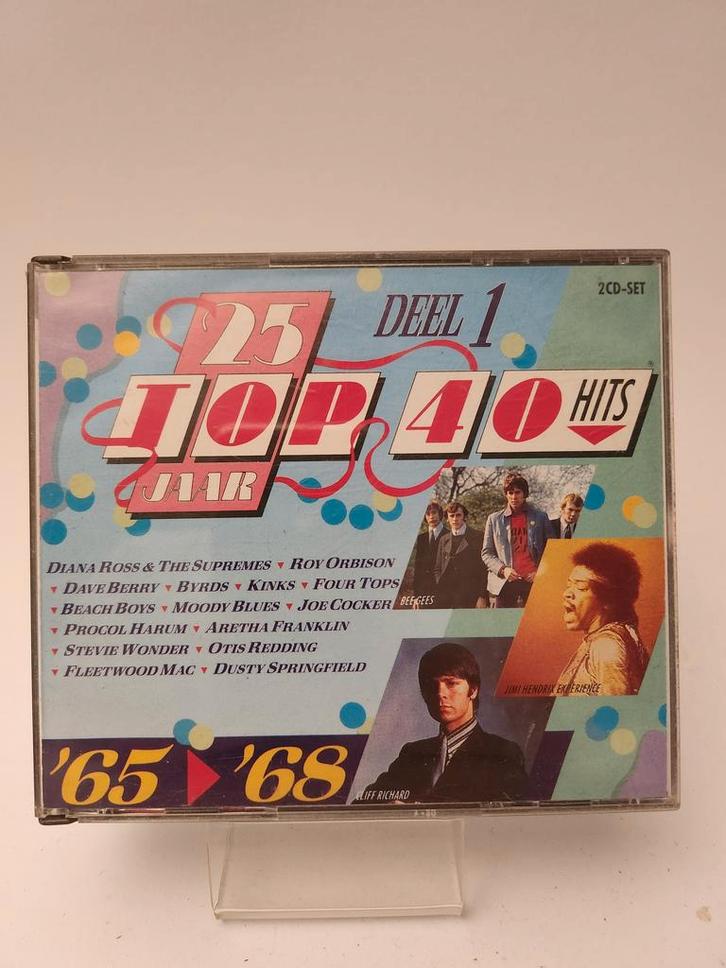 2CD-SET
DEEL 1
25
TOP 40 HITS
JAAR
DIANA ROSS & THE SUPREMES ▼ ROY ORBISON
▼ DAVE BERRY ▼ BYRDS ▼ KINKS ▼ FOUR TOPS
▼ BEACH BOYS ▼ MOODY BLUES ▼ JOE COCKER
▼ PROCOL HARUM ▼ ARETHA FRANKLIN
▼ STEVIE WONDER ▼ OTIS REDDING
▼ FLEETWOOD MAC ▼ DUSTY SPRINGFIELD
BEE GEES
JIMI HENDRIX EXPERIENCE
CLIFF RICHARD
'65 ▶ '68